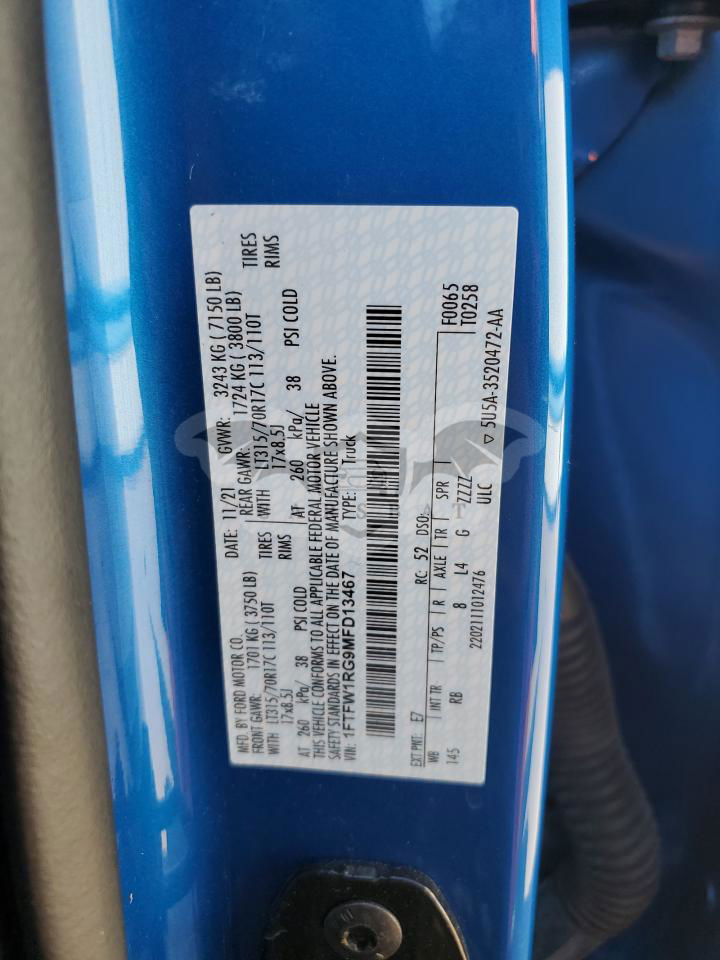 MFD. BY FORD MOTOR CO.
DATE: 11/21 GVWR: 3243 KG ( 7150 LB)
FRONT GAWR: 1701 KG ( 3750 LB) REAR GAWR: 1724 KG ( 3800 LB)
WITH LT315/70R17C 113/110T TIRES WITH LT315/70R17C 113/110T TIRES
17x8.5J RIMS 17x8.5J RIMS
AT 260 kPa/ 38 PSI COLD AT 260 kPa/ 38 PSI COLD
THIS VEHICLE CONFORMS TO ALL APPLICABLE FEDERAL MOTOR VEHICLE
SAFETY STANDARDS IN EFFECT ON THE DATE OF MANUFACTURE SHOWN ABOVE.
VIN: 1FTFW1RG9MFD13467 TYPE: Truck
F0065
T0258
EXT PNT: E7 RC: 52 DSO:
WB INT TR TP/PS R AXLE TR SPR
145 RB 8 L4 G ZZZZ
22021111012476 ULC ▽ 5U5A-3520472-AA